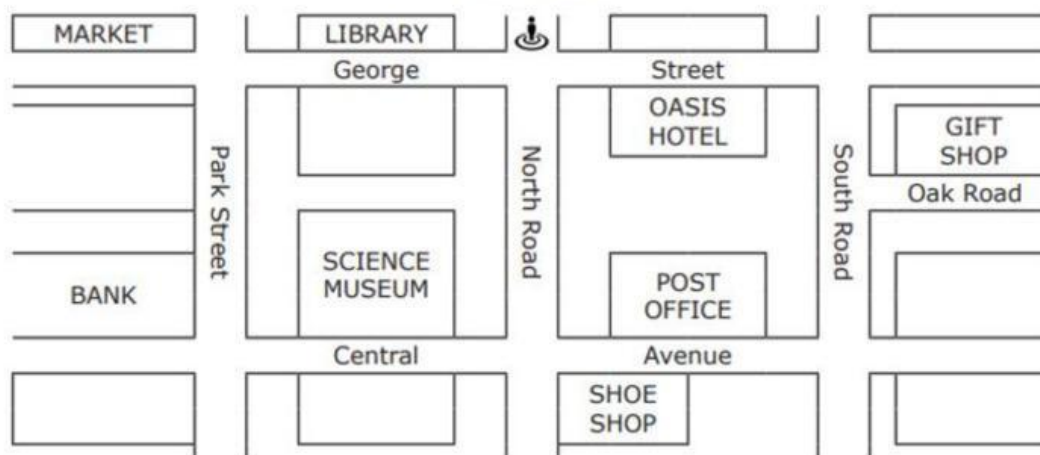 MARKET
LIBRARY
George Street
OASIS
HOTEL
GIFT
SHOP
Park Street
North Road
South Road
Oak Road
SCIENCE
MUSEUM
BANK
POST
OFFICE
Central Avenue
SHOE
SHOP